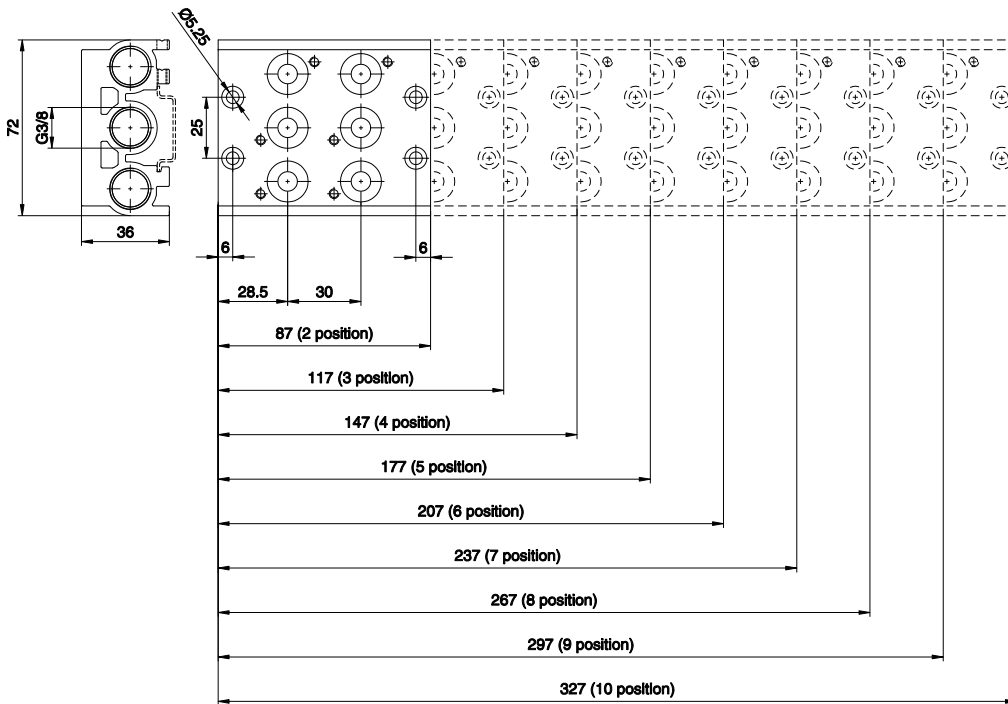 Ø5.25
72
G3/8
25
36
6
6
28.5
30
87 (2 position)
117 (3 position)
147 (4 position)
177 (5 position)
207 (6 position)
237 (7 position)
267 (8 position)
297 (9 position)
327 (10 position)